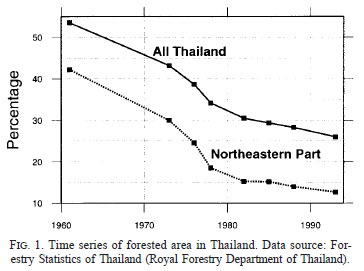 Percentage
50
40
30
20
10
All Thailand
Northeastern Part
1960 1970 1980 1990
FIG. 1. Time series of forested area in Thailand. Data source: For-
estry Statistics of Thailand (Royal Forestry Department of Thailand).